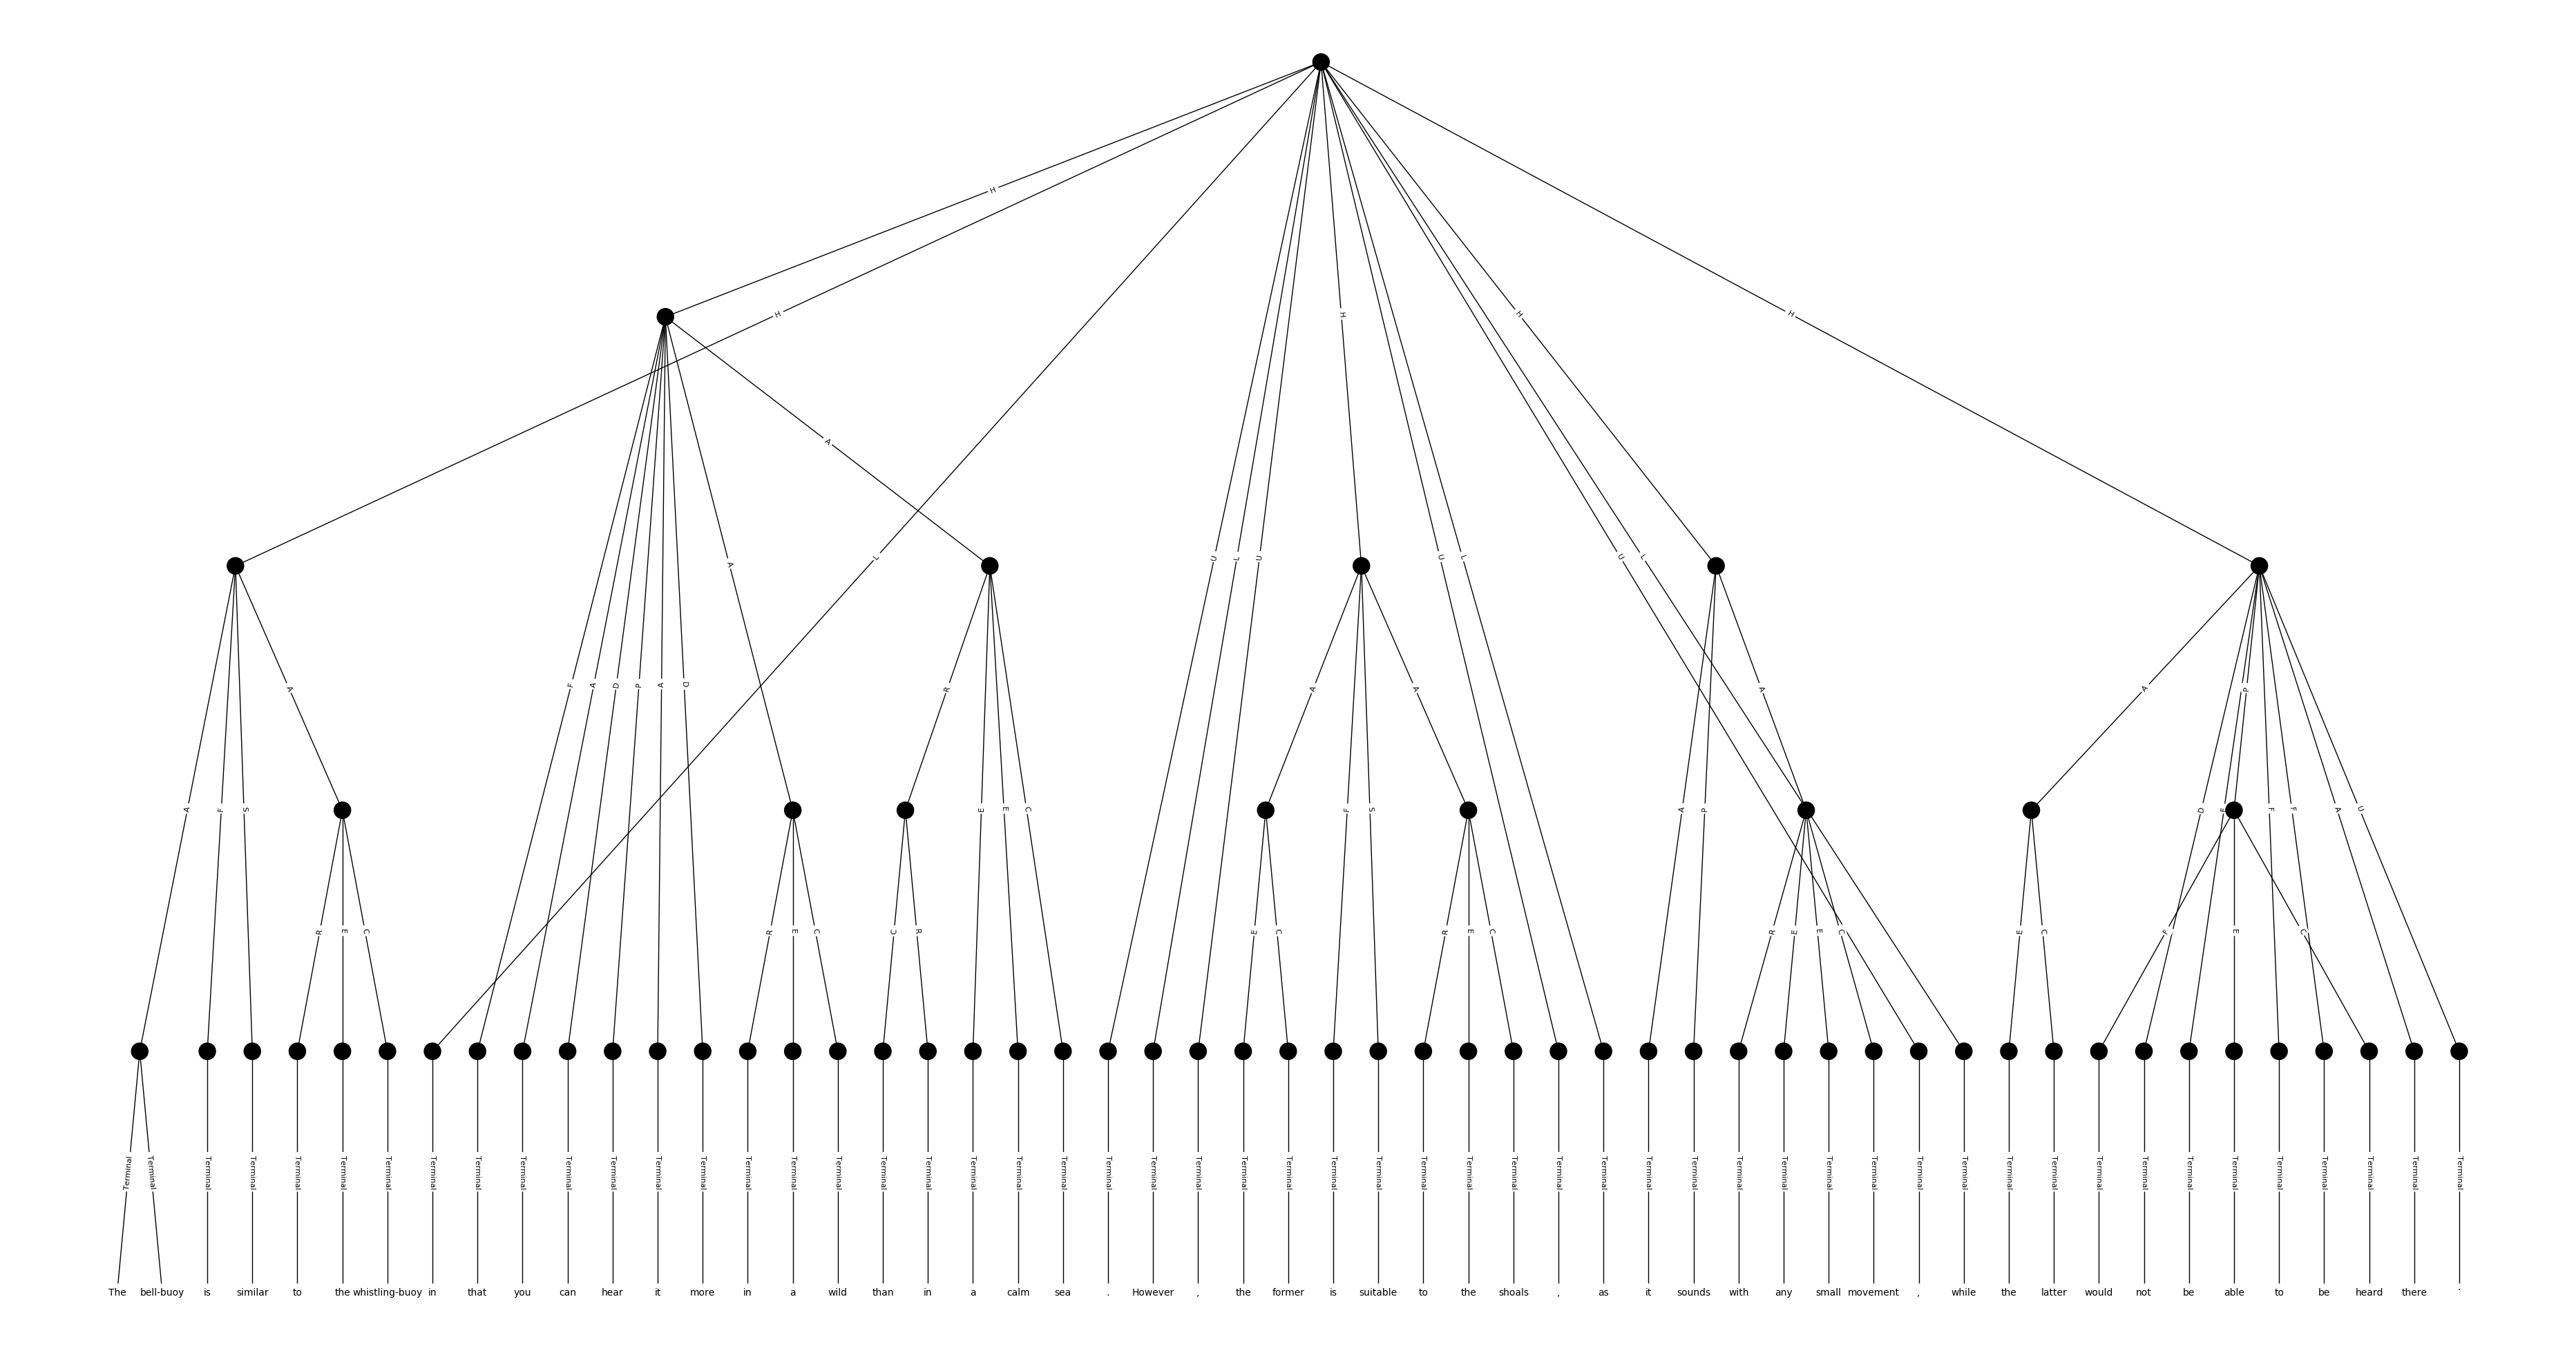 H
H
H
H
H
A
L
A
U L U
U L
U L
F A D P A D
R
A
A
A
A
A
P
A F S
E E C
F S
A P
D F
F F A U
R E C
R E C
C R
E C
R E C
R E E C
E C
F E C
Terminal Terminal Terminal Terminal Terminal Terminal Terminal Terminal Terminal Terminal Terminal Terminal Terminal Terminal Terminal Terminal Terminal Terminal Terminal Terminal Terminal Terminal Terminal Terminal Terminal Terminal Terminal Terminal Terminal Terminal Terminal Terminal Terminal Terminal Terminal Terminal Terminal Terminal Terminal Terminal Terminal Terminal Terminal Terminal Terminal Terminal Terminal Terminal Terminal Terminal Terminal Terminal Terminal
The bell-buoy is similar to the whistling-buoy in that you can hear it more in a wild than in a calm sea . However , the former is suitable to the shoals , as it sounds with any small movement , while the latter would not be able to be heard there .